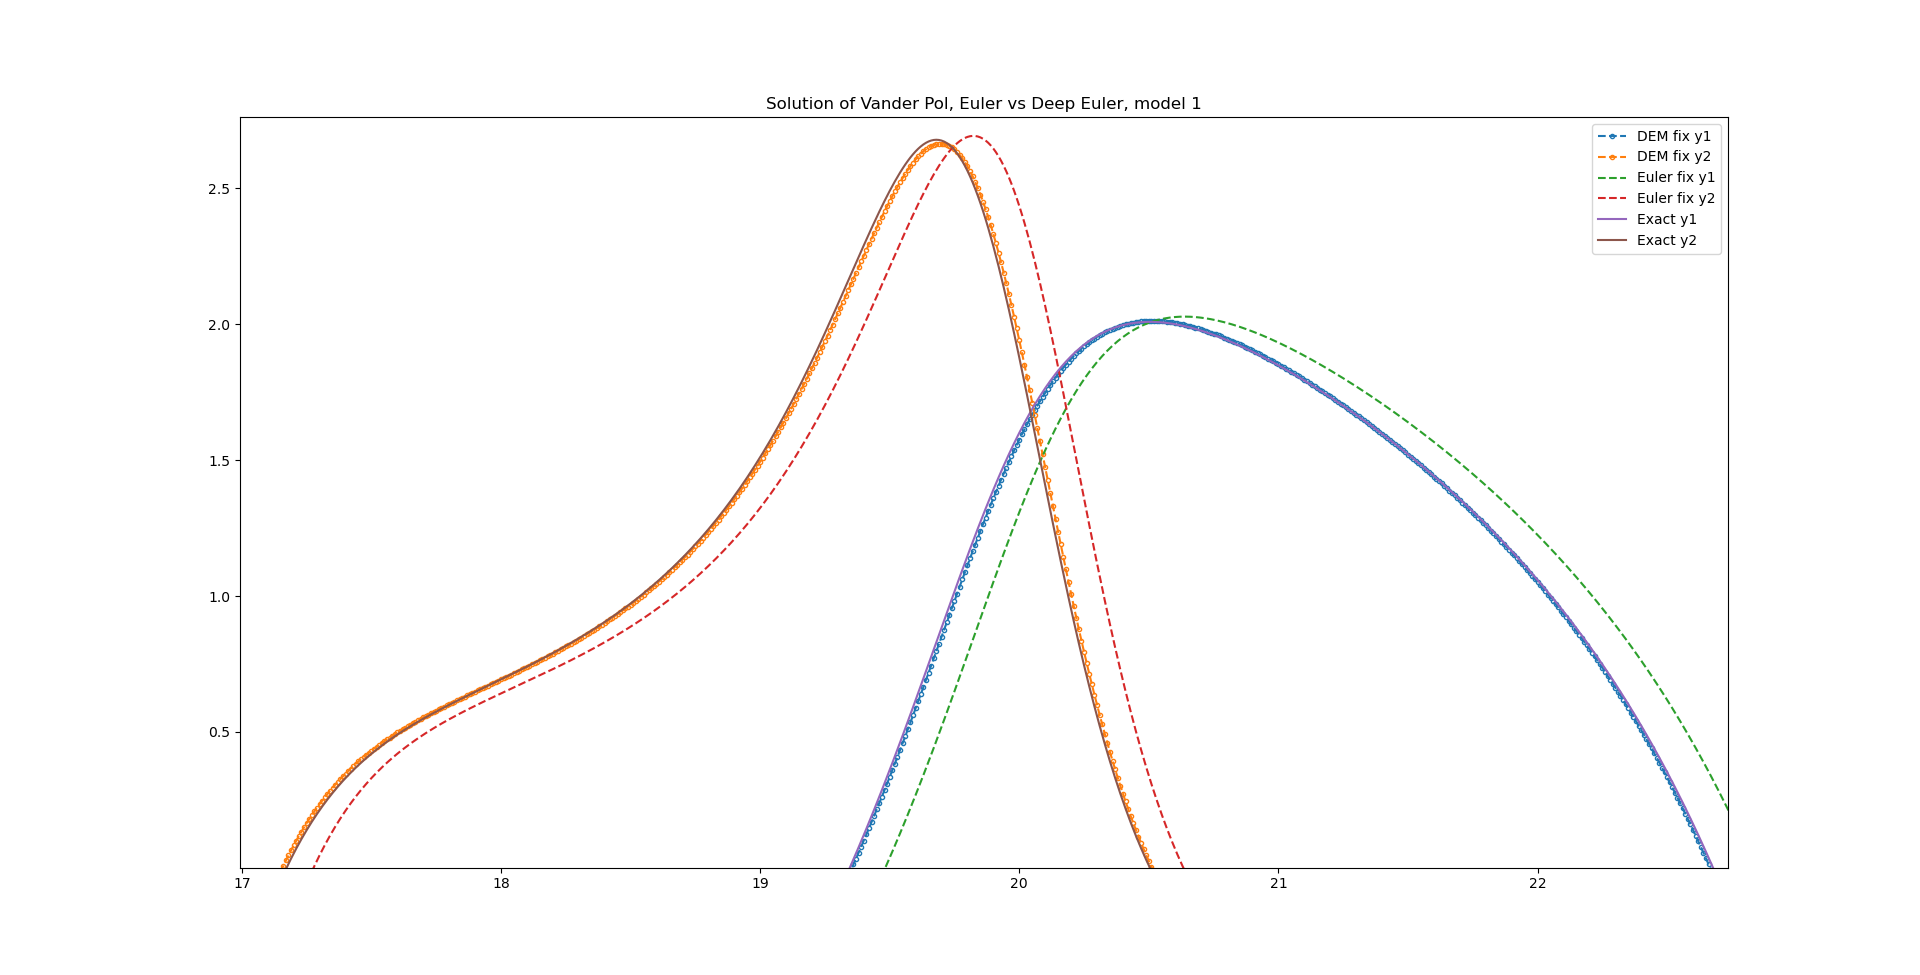 Solution of Vander Pol, Euler vs Deep Euler, model 1
DEM fix y1
DEM fix y2
Euler fix y1
Euler fix y2
Exact y1
Exact y2
2.5
2.0
1.5
1.0
0.5
17 18 19 20 21 22